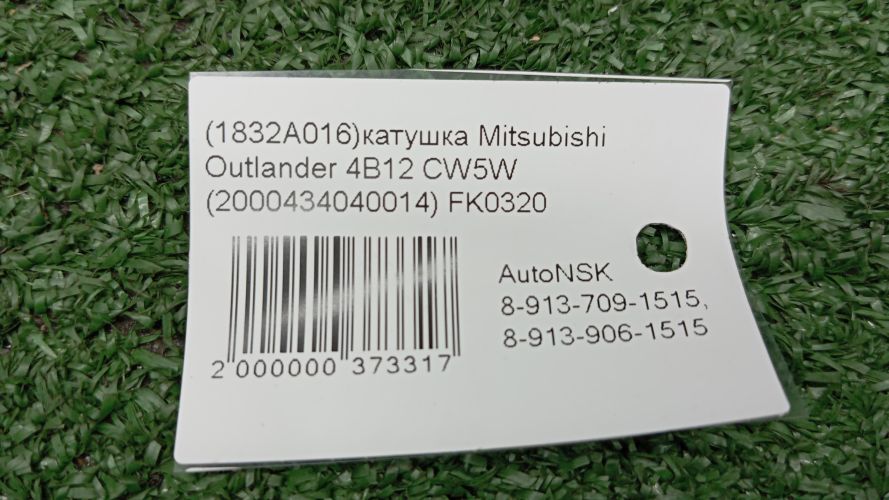 (1832A016)катушка Mitsubishi
Outlander 4B12 CW5W
(2000434040014) FK0320
AutoNSK
8-913-709-1515,
8-913-906-1515
2 000000 373317